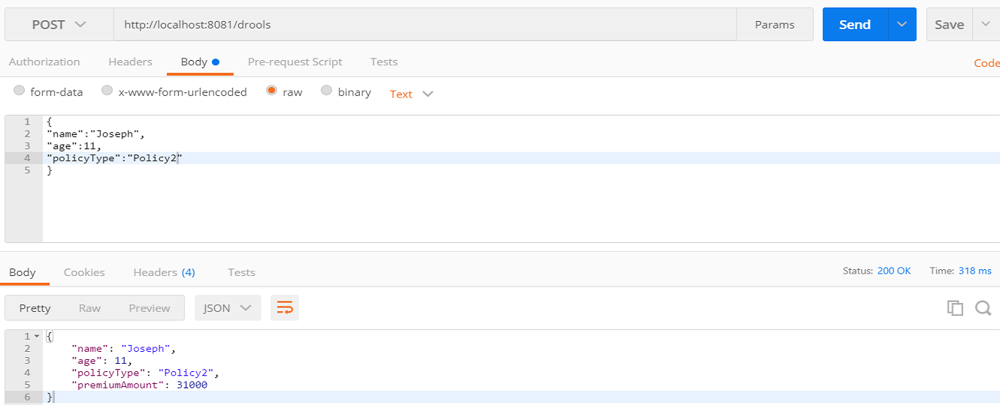 POST http://localhost:8081/drools Params Send Save
Authorization Headers Body Pre-request Script Tests Code
form-data x-www-form-urlencoded raw binary Text
1 {
2 "name":"Joseph",
3 "age":11,
4 "policyType":"Policy2"
5 }
Body Cookies Headers (4) Tests Status: 200 OK Time: 318 ms
Pretty Raw Preview JSON
1 {
2 "name": "Joseph",
3 "age": 11,
4 "policyType": "Policy2",
5 "premiumAmount": 31000
6 }